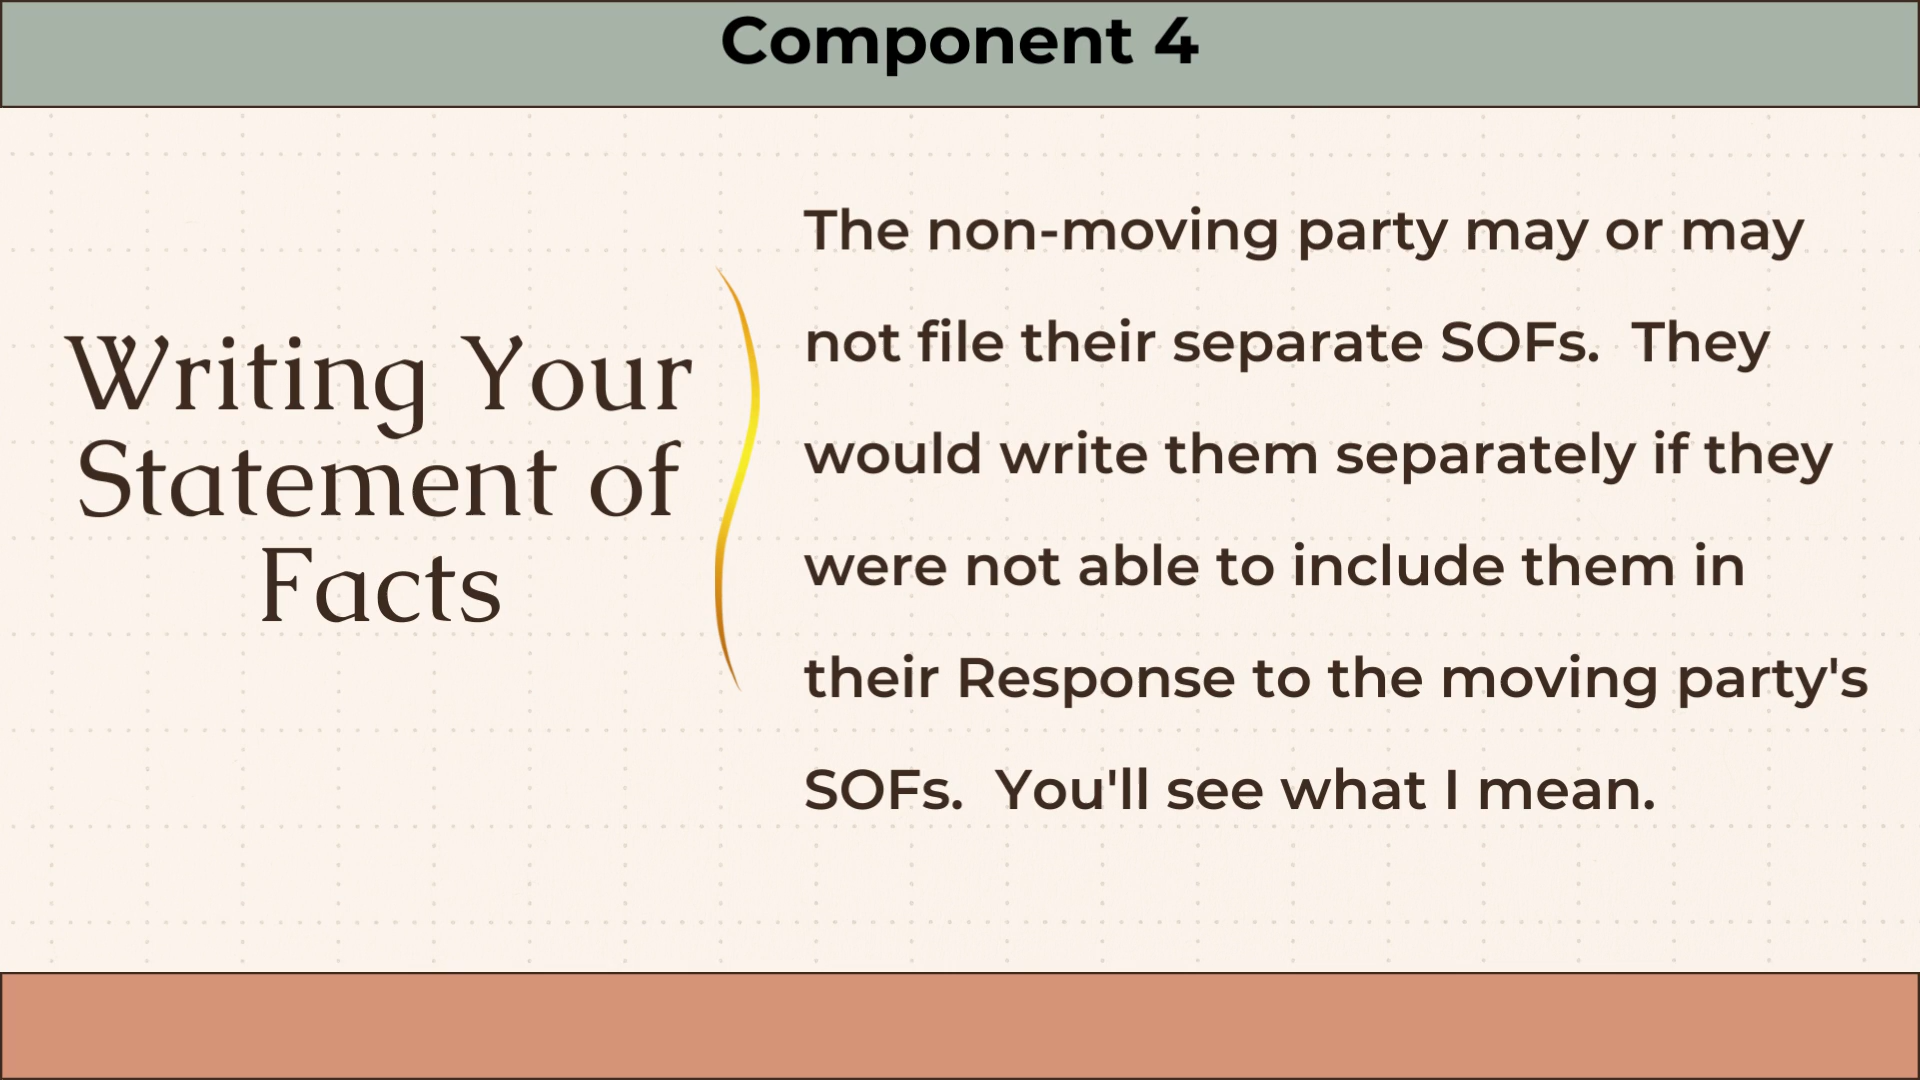 Component 4
Writing Your
Statement of
Facts
The non-moving party may or may
not file their separate SOFs.  They
would write them separately if they
were not able to include them in
their Response to the moving party's
SOFs.  You'll see what I mean.